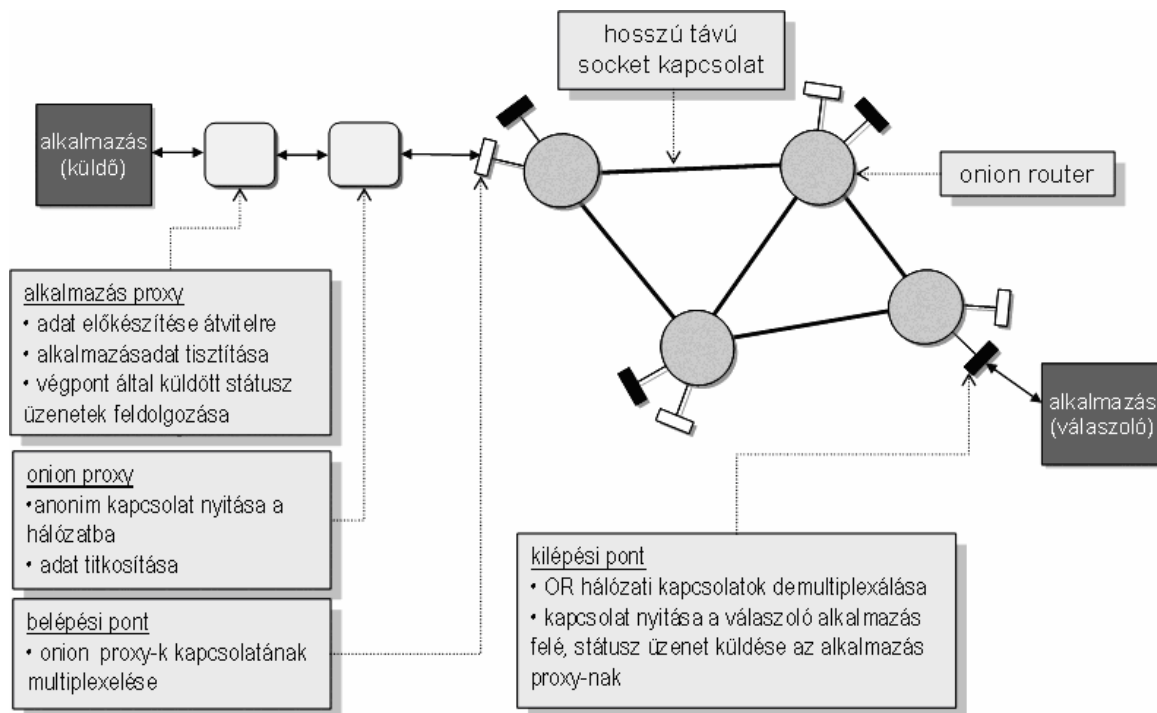 hosszú távú
socket kapcsolat
alkalmazás
(küldő)
onion router
alkalmazás proxy
• adat előkészítése átvitelre
• alkalmazásadat tisztítása
• végpont által küldött státusz
üzenetek feldolgozása
alkalmazás
(válaszoló)
onion proxy
•anonim kapcsolat nyitása a
hálózatba
• adat titkosítása
belépési pont
• onion proxy-k kapcsolatának
multiplexelése
kilépési pont
• OR hálózati kapcsolatok demultiplexálása
• kapcsolat nyitása a válaszoló alkalmazás
felé, státusz üzenet küldése az alkalmazás
proxy-nak